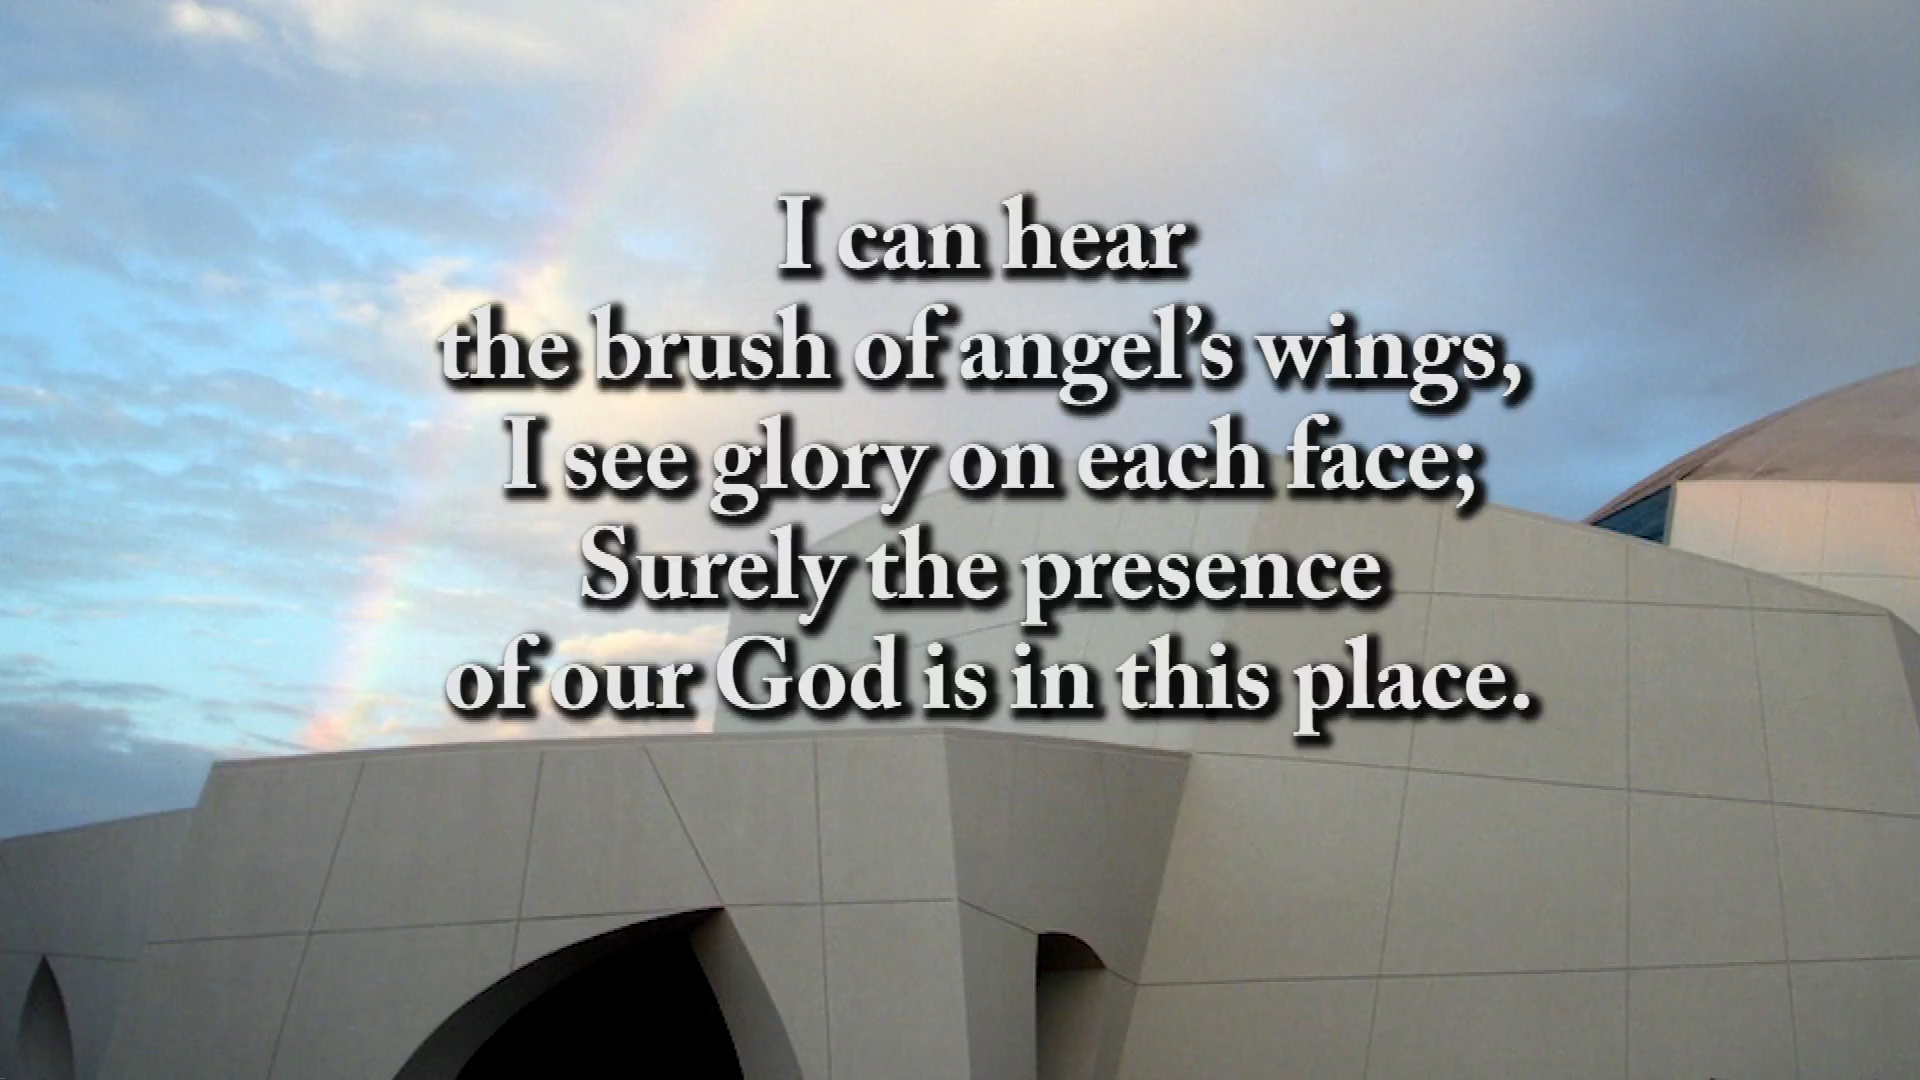 I can hear
the brush of angel’s wings,
I see glory on each face;
Surely the presence
of our God is in this place.